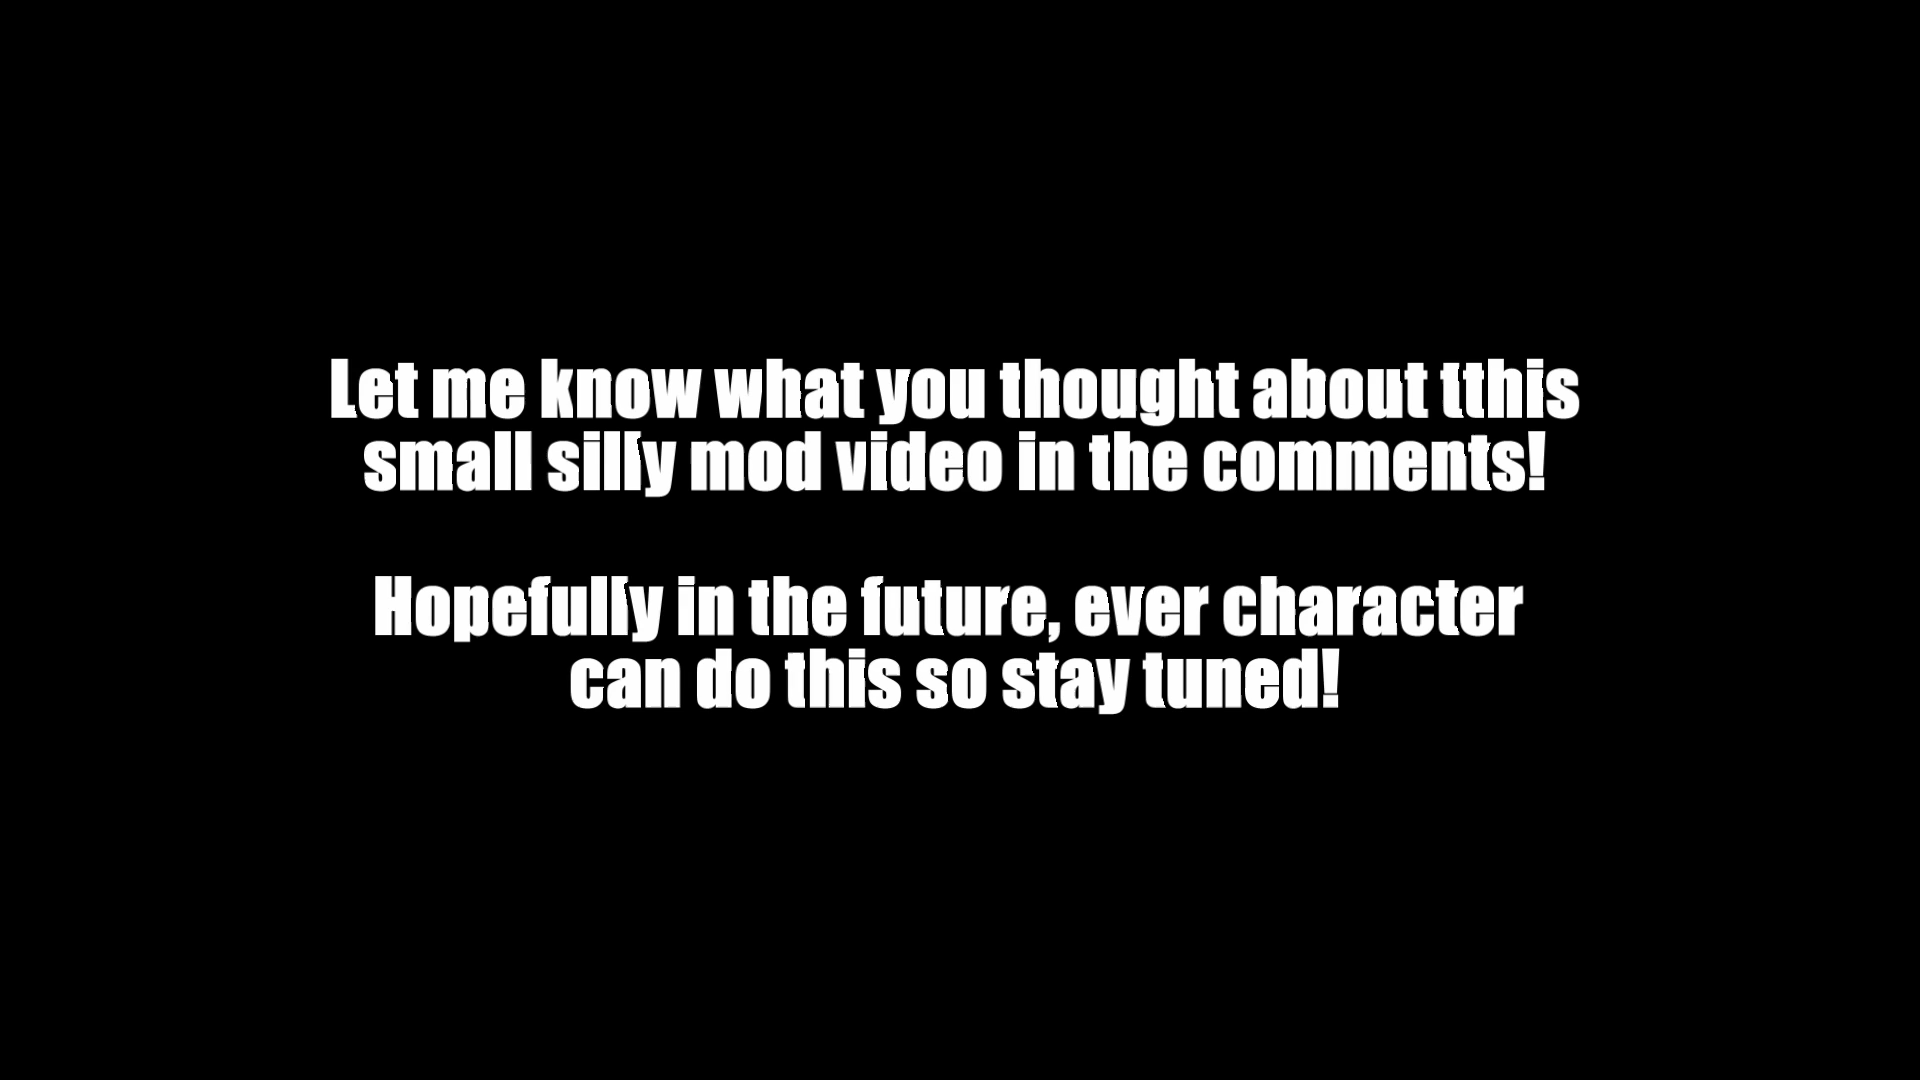 Let me know what you thought about tthis
small silly mod video in the comments!
Hopefully in the future, ever character
can do this so stay tuned!